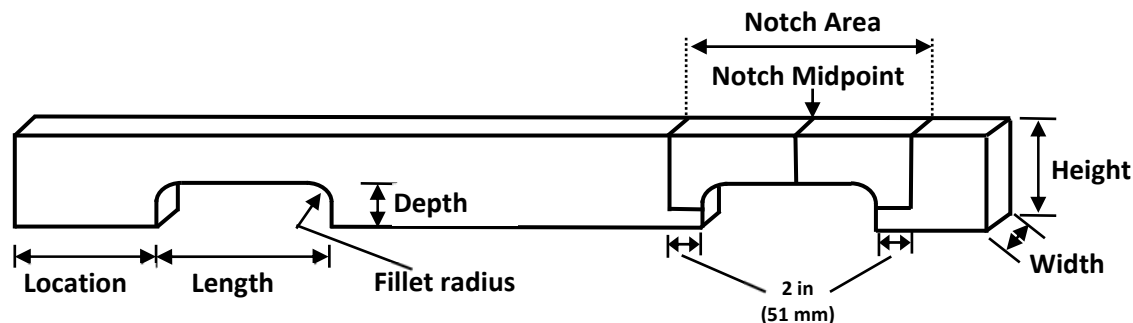 Notch Area
Notch Midpoint
Height
Depth
Width
Location
Length
Fillet radius
2 in
(51 mm)